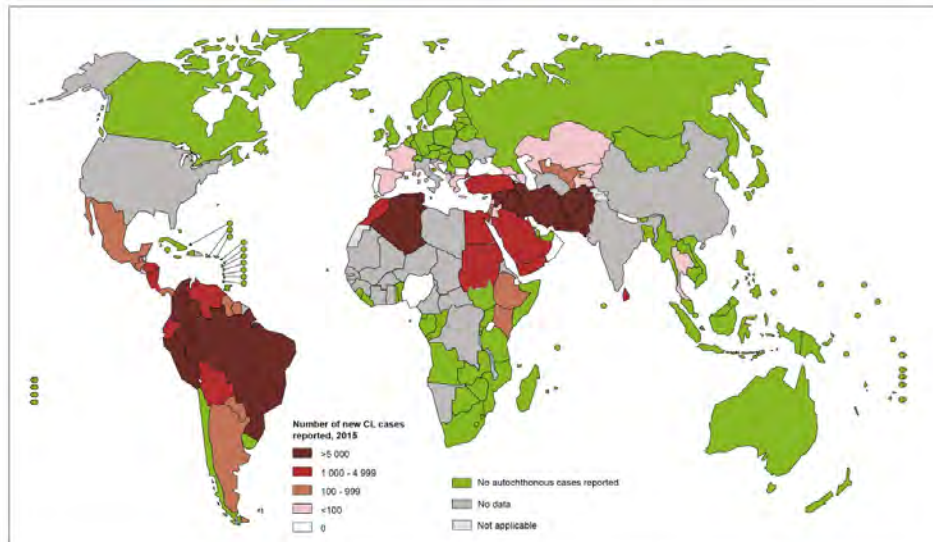 Number of new CL cases
reported, 2015
>5 000
1 000 - 4 999
100 - 999
<100
0
No autochthonous cases reported
No data
Not applicable